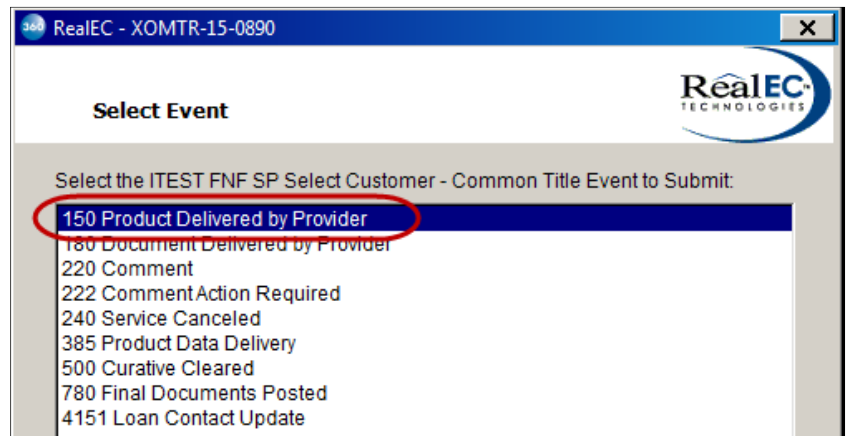 360 RealEC - XOMTR-15-0890
RealEC
TECHNOLOGIES
Select Event
Select the ITEST FNF SP Select Customer - Common Title Event to Submit:
150 Product Delivered by Provider
180 Document Delivered by Provider
220 Comment
222 Comment Action Required
240 Service Canceled
385 Product Data Delivery
500 Curative Cleared
780 Final Documents Posted
4151 Loan Contact Update